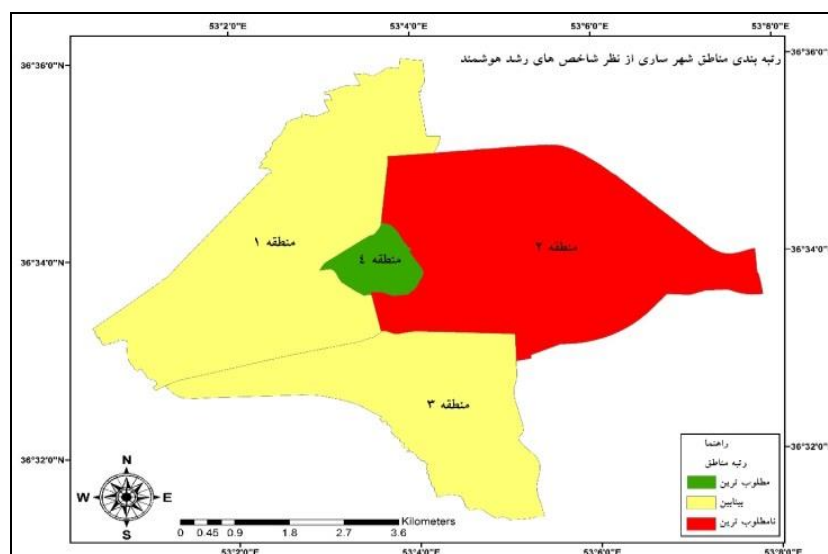 53°2'0"E 53°4'0"E 53°6'0"E 53°8'0"E
رتبه بندی مناطق شهر ساری از نظر شاخص های رشد هوشمند
36°36'0"N 36°36'0"N
منطقه ۱
منطقه ٤
منطقه ۲
36°34'0"N 36°34'0"N
منطقه ۳
36°32'0"N 36°32'0"N
راهنما
رتبه مناطق
مطلوب ترین
بینابین
نامطلوب ترین
N
W E
S
Kilometers
0 0.45 0.9 1.8 2.7 3.6
53°2'0"E 53°4'0"E 53°6'0"E 53°8'0"E